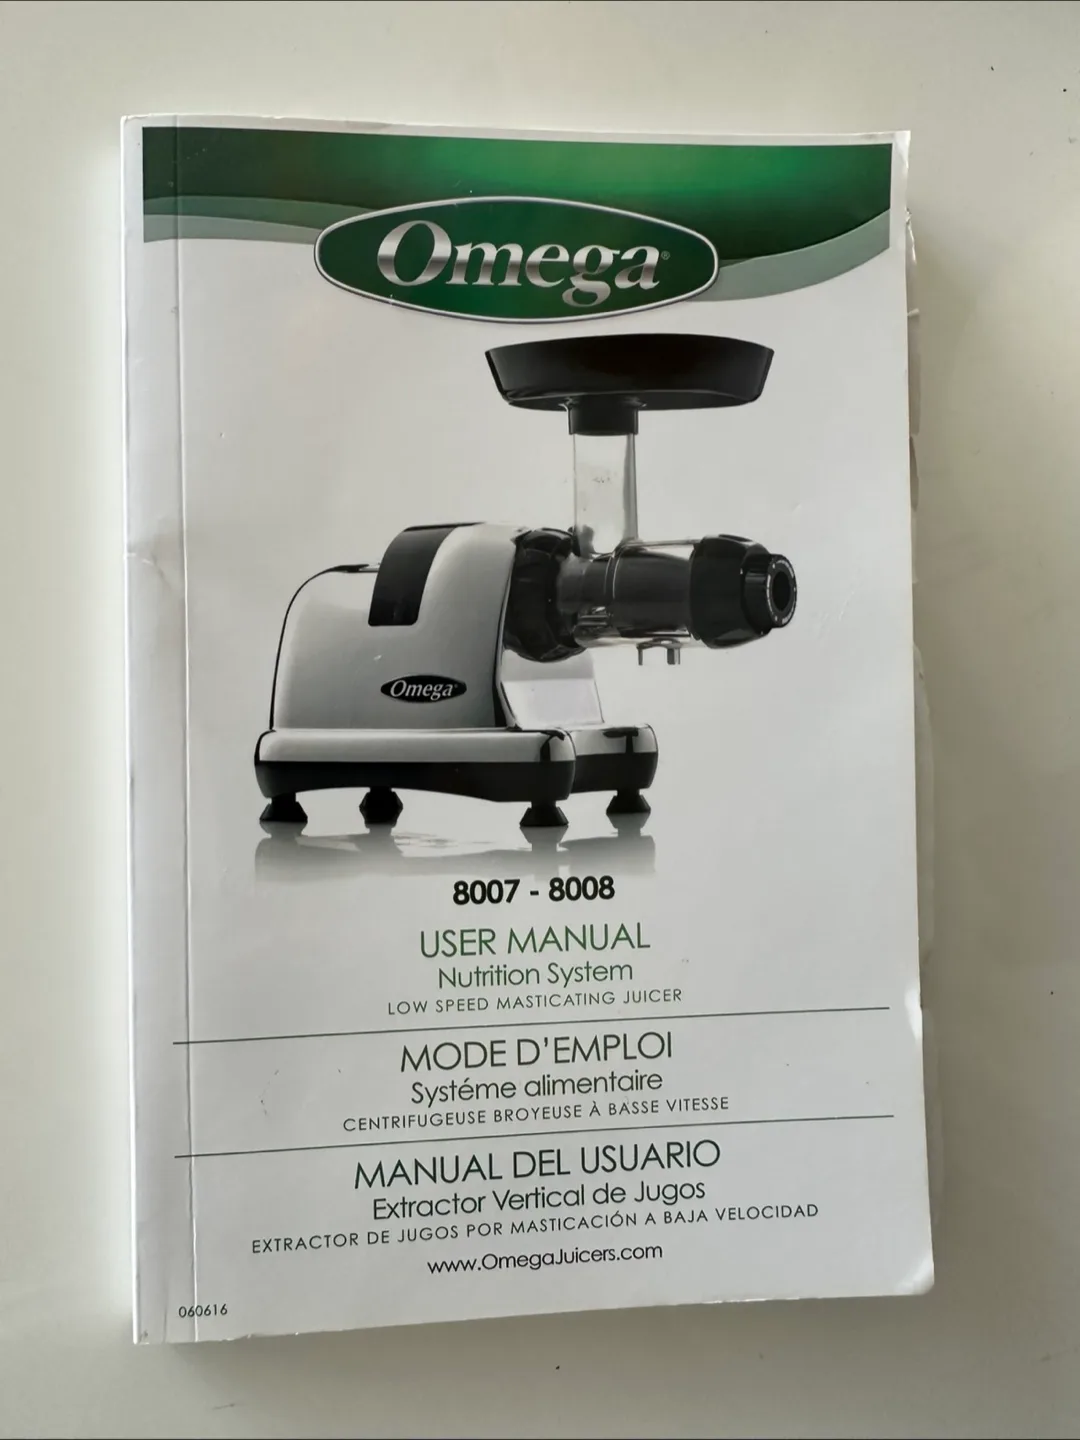 Omega®
Omega
8007 - 8008
USER MANUAL
Nutrition System
LOW SPEED MASTICATING JUICER
MODE D'EMPLOI
Systéme alimentaire
CENTRIFUGEUSE BROYEUSE À BASSE VITESSE
MANUAL DEL USUARIO
Extractor Vertical de Jugos
EXTRACTOR DE JUGOS POR MASTICACIÓN A BAJA VELOCIDAD
www.OmegaJuicers.com
060616